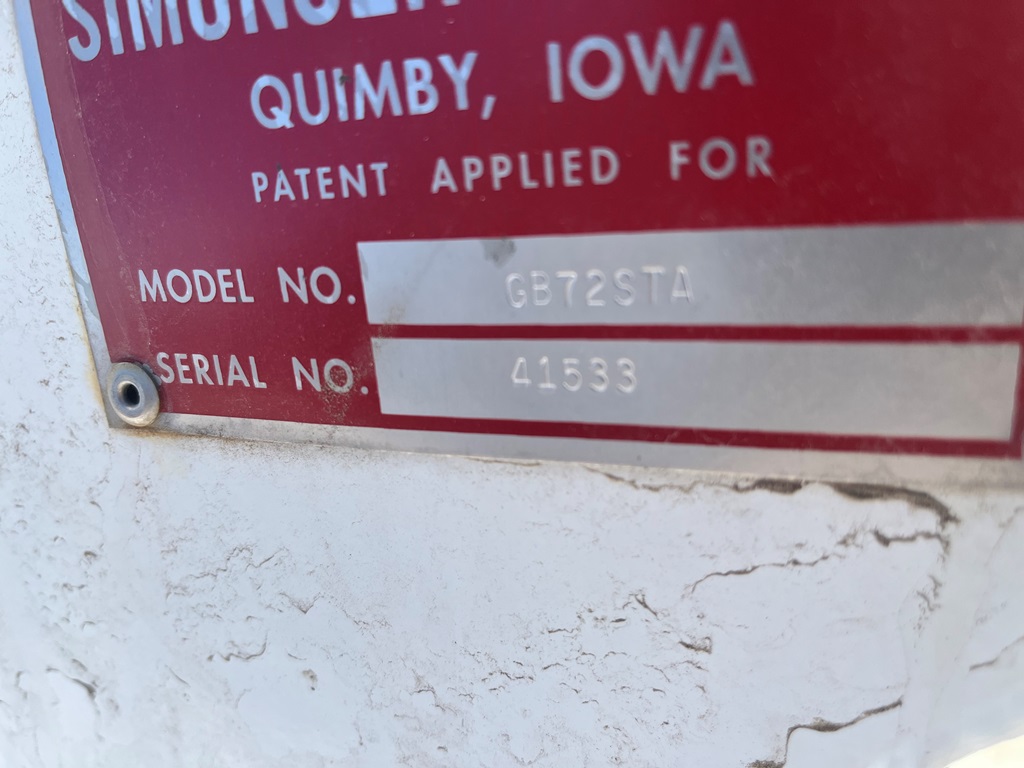 QUIMBY, IOWA
PATENT APPLIED FOR
MODEL NO. GB72STA
SERIAL NO. 41533